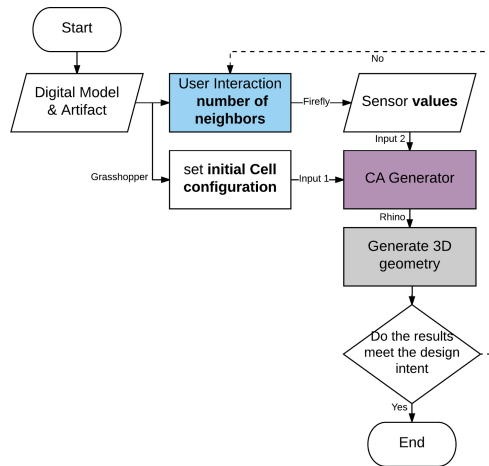 Start
No
Digital Model
& Artifact
User Interaction
number of
neighbors
Firefly
Sensor values
Input 2
Grasshopper
set initial Cell
configuration
Input 1
CA Generator
Rhino
Generate 3D
geometry
Do the results
meet the design
intent
Yes
End